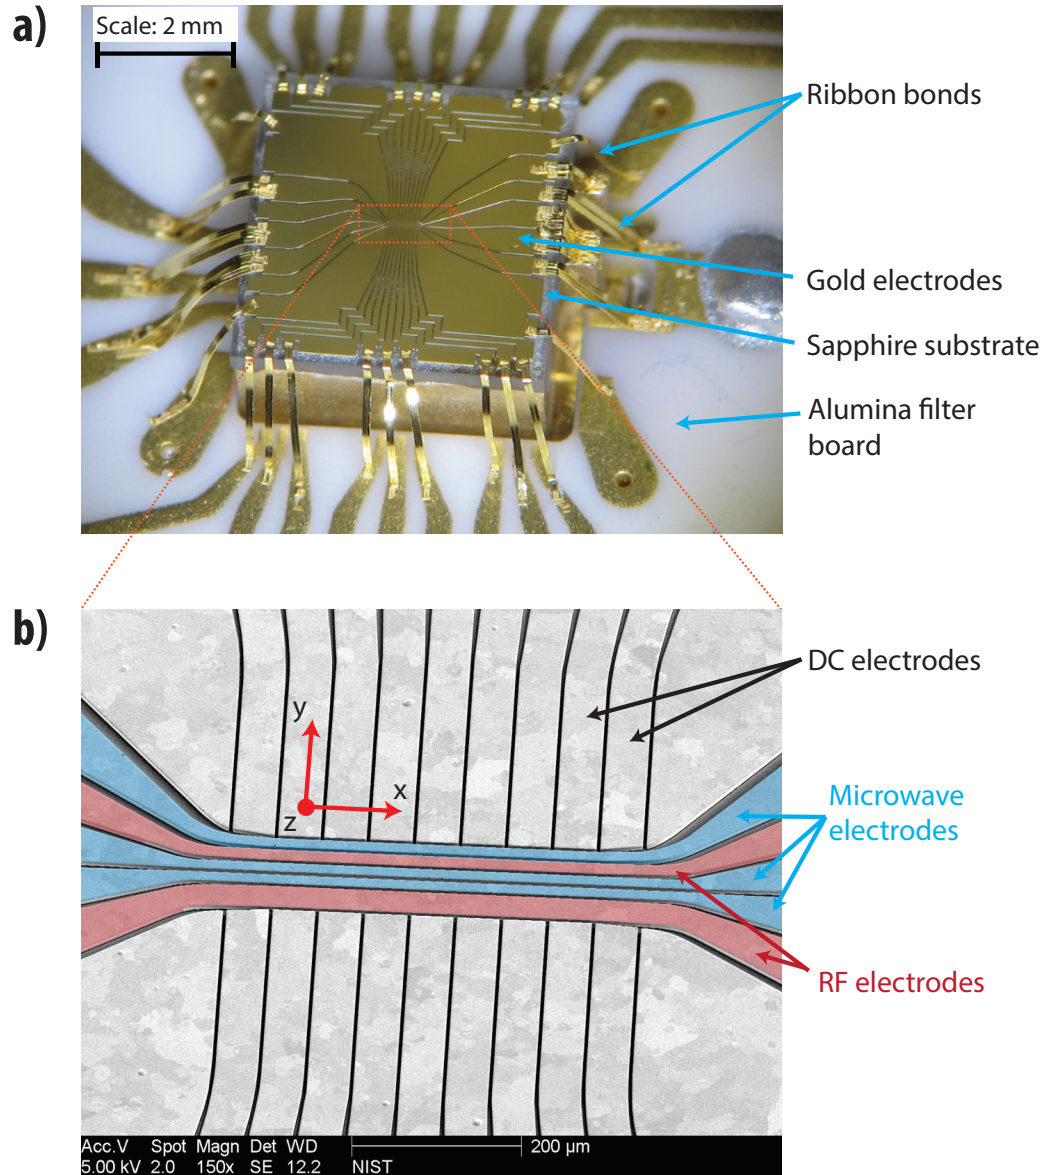 a)
Scale: 2 mm
Ribbon bonds
Gold electrodes
Sapphire substrate
Alumina filter
board
b)
DC electrodes
y
x
z
Microwave
electrodes
RF electrodes
Acc.V Spot Magn Det WD 200 µm
5.00 kV 2.0 150x SE 12.2 NIST